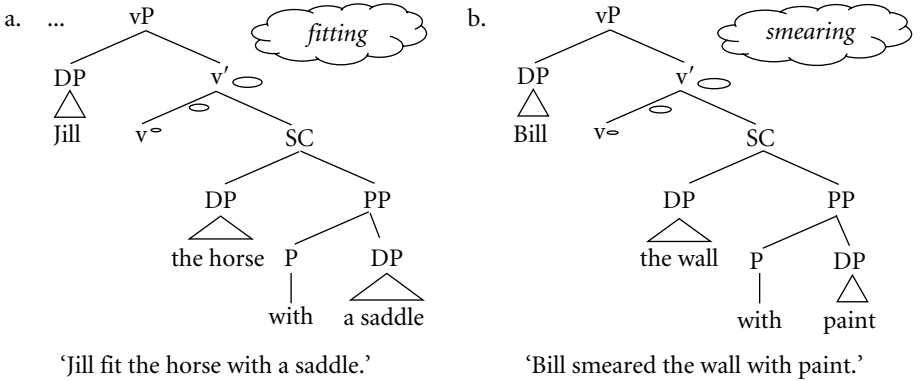 a. ... vP fitting
DP v′
Jill v SC
DP PP
the horse P DP
with a saddle
‘Jill fit the horse with a saddle.’
b. vP smearing
DP v′
Bill v SC
DP PP
the wall P DP
with paint
‘Bill smeared the wall with paint.’